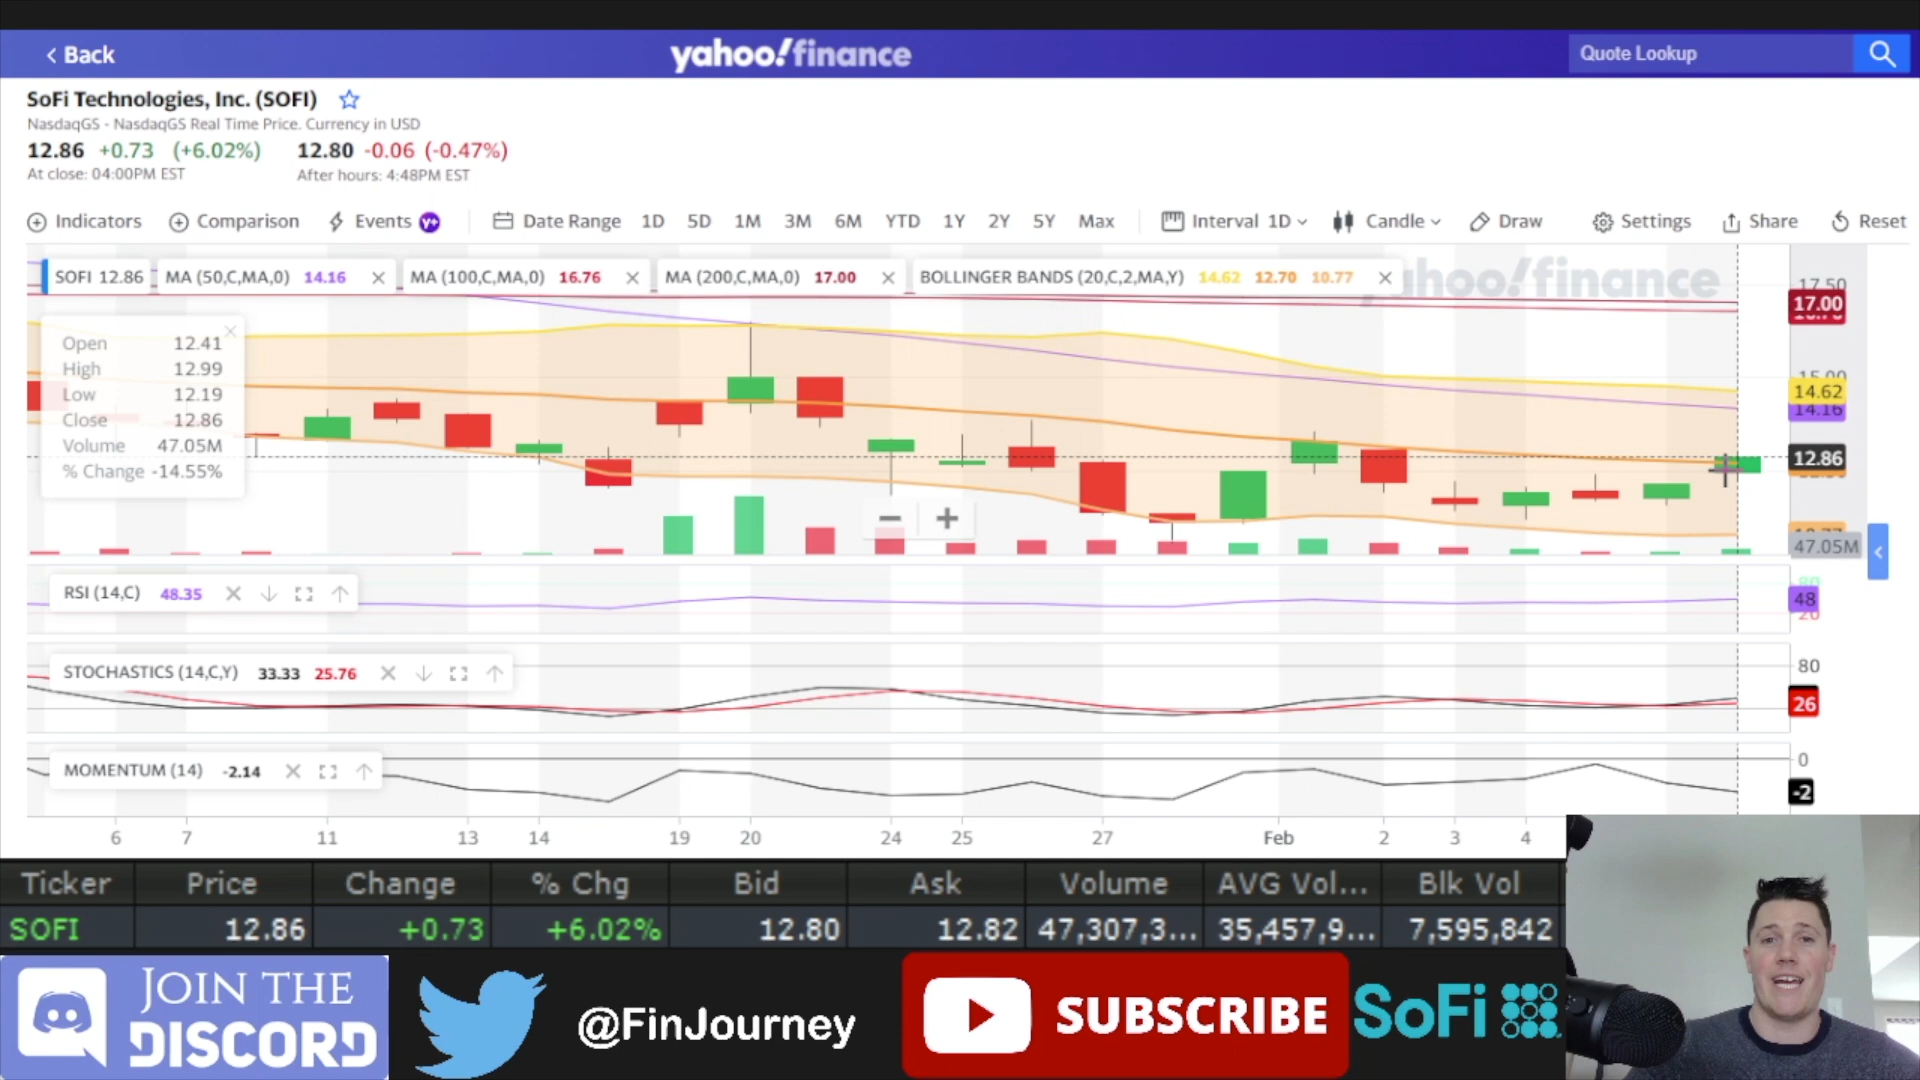 Back
yahoo!finance
Quote Lookup
SoFi Technologies, Inc. (SOFI)
NasdaqGS - NasdaqGS Real Time Price. Currency in USD
12.86 +0.73 (+6.02%) 12.80 -0.06 (-0.47%)
At close: 04:00PM EST After hours: 4:48PM EST
Indicators Comparison Events Y+ Date Range 1D 5D 1M 3M 6M YTD 1Y 2Y 5Y Max Interval 1D Candle Draw Settings Share Reset
SOFI 12.86 MA (50,C,MA,0) 14.16 MA (100,C,MA,0) 16.76 MA (200,C,MA,0) 17.00 BOLLINGER BANDS (20,C,2,MA,Y) 14.62 12.70 10.77
17.50
17.00
Open 12.41
High 12.99
Low 12.19
Close 12.86
Volume 47.05M
% Change -14.55%
15.00
14.62
14.16
12.86
47.05M
RSI (14,C) 48.35
80
48
20
STOCHASTICS (14,C,Y) 33.33 25.76
80
26
MOMENTUM (14) -2.14
0
-2
6 7 11 13 14 19 20 24 25 27 Feb 2 3 4
Ticker Price Change % Chg Bid Ask Volume AVG Vol... Blk Vol
SOFI 12.86 +0.73 +6.02% 12.80 12.82 47,307,3... 35,457,9... 7,595,842
JOIN THE
DISCORD
@FinJourney
SUBSCRIBE
SoFi